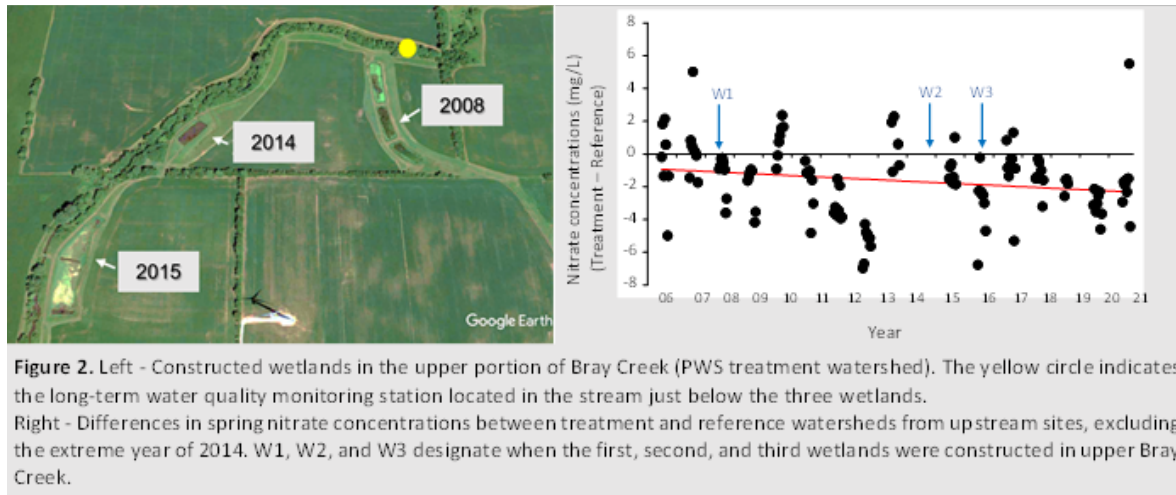 2014
2008
2015
Google Earth
Nitrate concentrations (mg/L)
(Treatment – Reference)
8
6
4
2
0
-2
-4
-6
-8
W1
W2
W3
06 07 08 09 10 11 12 13 14 15 16 17 18 19 20 21
Year
Figure 2. Left - Constructed wetlands in the upper portion of Bray Creek (PWS treatment watershed). The yellow circle indicates
the long-term water quality monitoring station located in the stream just below the three wetlands.
Right - Differences in spring nitrate concentrations between treatment and reference watersheds from upstream sites, excluding
the extreme year of 2014. W1, W2, and W3 designate when the first, second, and third wetlands were constructed in upper Bray
Creek.